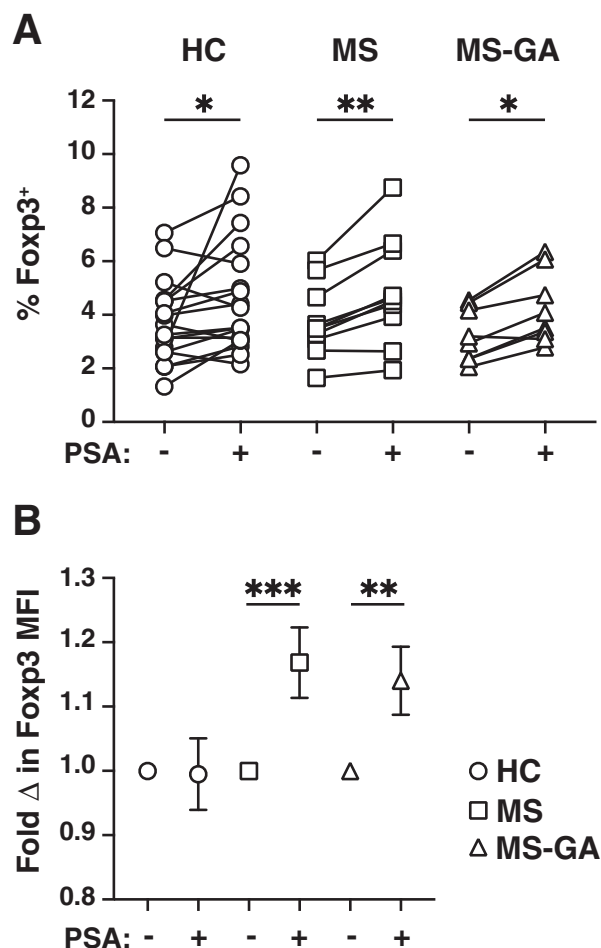 A
HC MS MS-GA
* ** *
12
10
8
6
4
2
0
% Foxp3+
PSA: - + - + - +
B
*** **
1.3
1.2
1.1
1.0
0.9
0.8
Fold Δ in Foxp3 MFI
HC
MS
MS-GA
PSA: - + - + - +